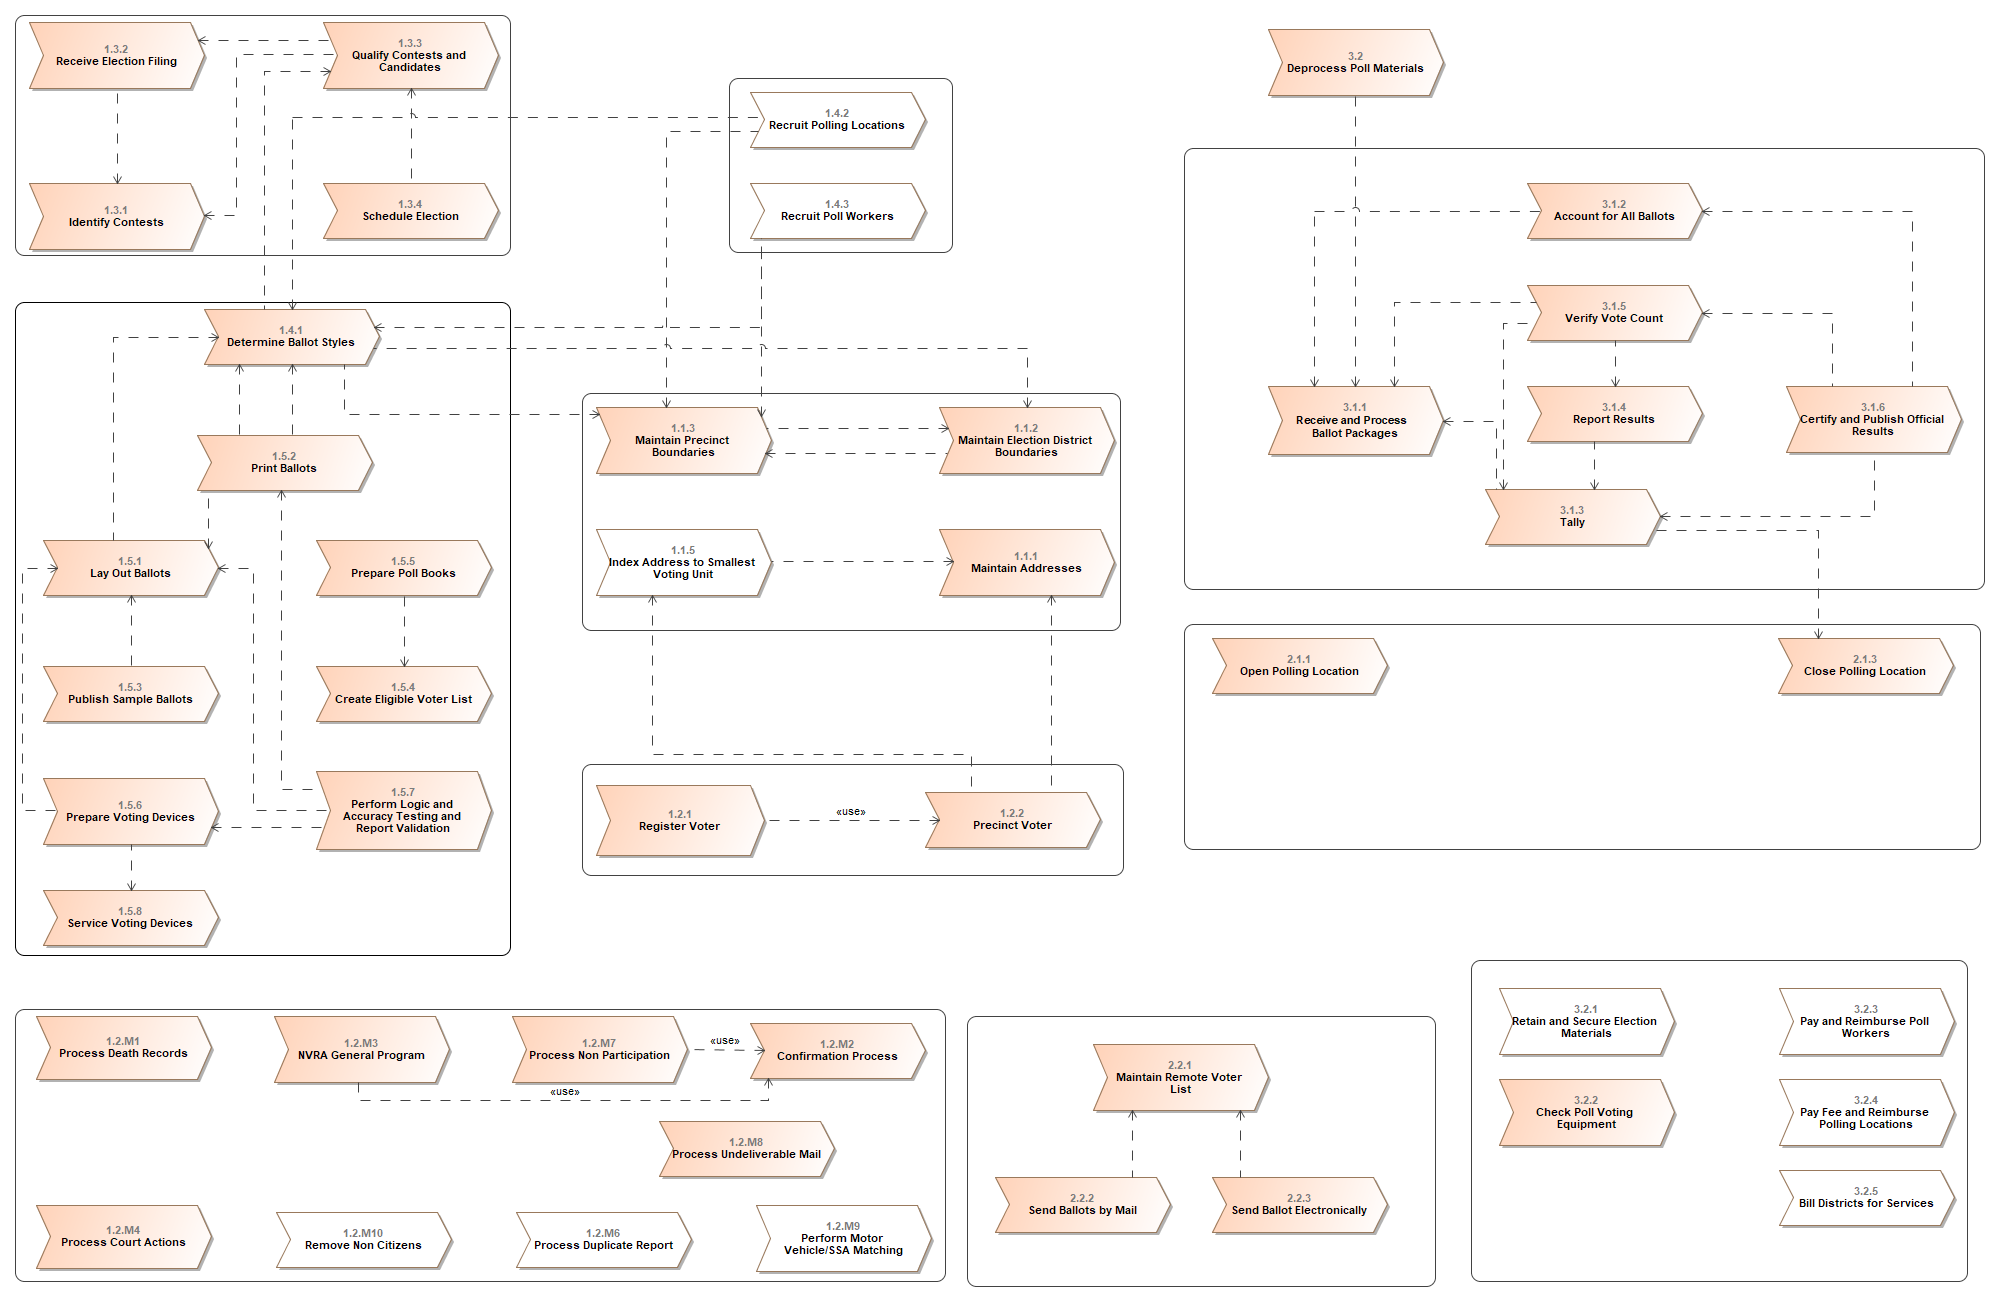 1.3.2
Receive Election Filing
1.3.3
Qualify Contests and
Candidates
1.3.1
Identify Contests
1.3.4
Schedule Election
1.4.2
Recruit Polling Locations
1.4.3
Recruit Poll Workers
3.2
Deprocess Poll Materials
3.1.2
Account for All Ballots
3.1.5
Verify Vote Count
3.1.1
Receive and Process
Ballot Packages
3.1.4
Report Results
3.1.6
Certify and Publish Official
Results
3.1.3
Tally
1.4.1
Determine Ballot Styles
1.5.2
Print Ballots
1.5.1
Lay Out Ballots
1.5.5
Prepare Poll Books
1.5.3
Publish Sample Ballots
1.5.4
Create Eligible Voter List
1.5.6
Prepare Voting Devices
1.5.7
Perform Logic and
Accuracy Testing and
Report Validation
1.5.8
Service Voting Devices
1.1.3
Maintain Precinct
Boundaries
1.1.2
Maintain Election District
Boundaries
1.1.5
Index Address to Smallest
Voting Unit
1.1.1
Maintain Addresses
1.2.1
Register Voter
«use»
1.2.2
Precinct Voter
2.1.1
Open Polling Location
2.1.3
Close Polling Location
1.2.M1
Process Death Records
1.2.M3
NVRA General Program
1.2.M7
Process Non Participation
«use»
1.2.M2
Confirmation Process
«use»
1.2.M8
Process Undeliverable Mail
1.2.M4
Process Court Actions
1.2.M10
Remove Non Citizens
1.2.M6
Process Duplicate Report
1.2.M9
Perform Motor
Vehicle/SSA Matching
2.2.1
Maintain Remote Voter
List
2.2.2
Send Ballots by Mail
2.2.3
Send Ballot Electronically
3.2.1
Retain and Secure Election
Materials
3.2.3
Pay and Reimburse Poll
Workers
3.2.2
Check Poll Voting
Equipment
3.2.4
Pay Fee and Reimburse
Polling Locations
3.2.5
Bill Districts for Services